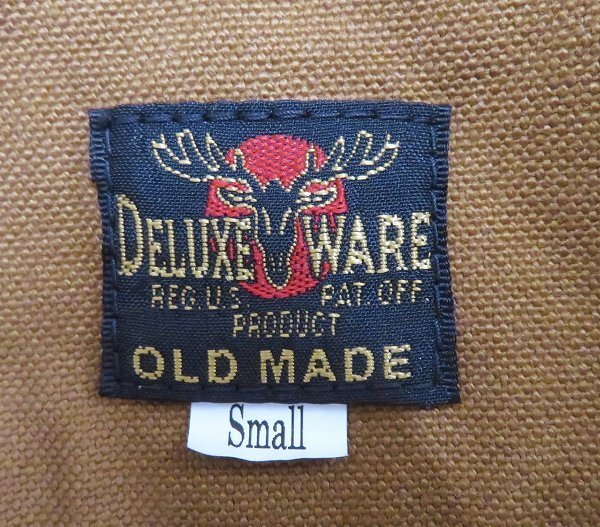 DELUXE WARE
REG. U.S. PAT. OFF.
PRODUCT
OLD MADE
Small